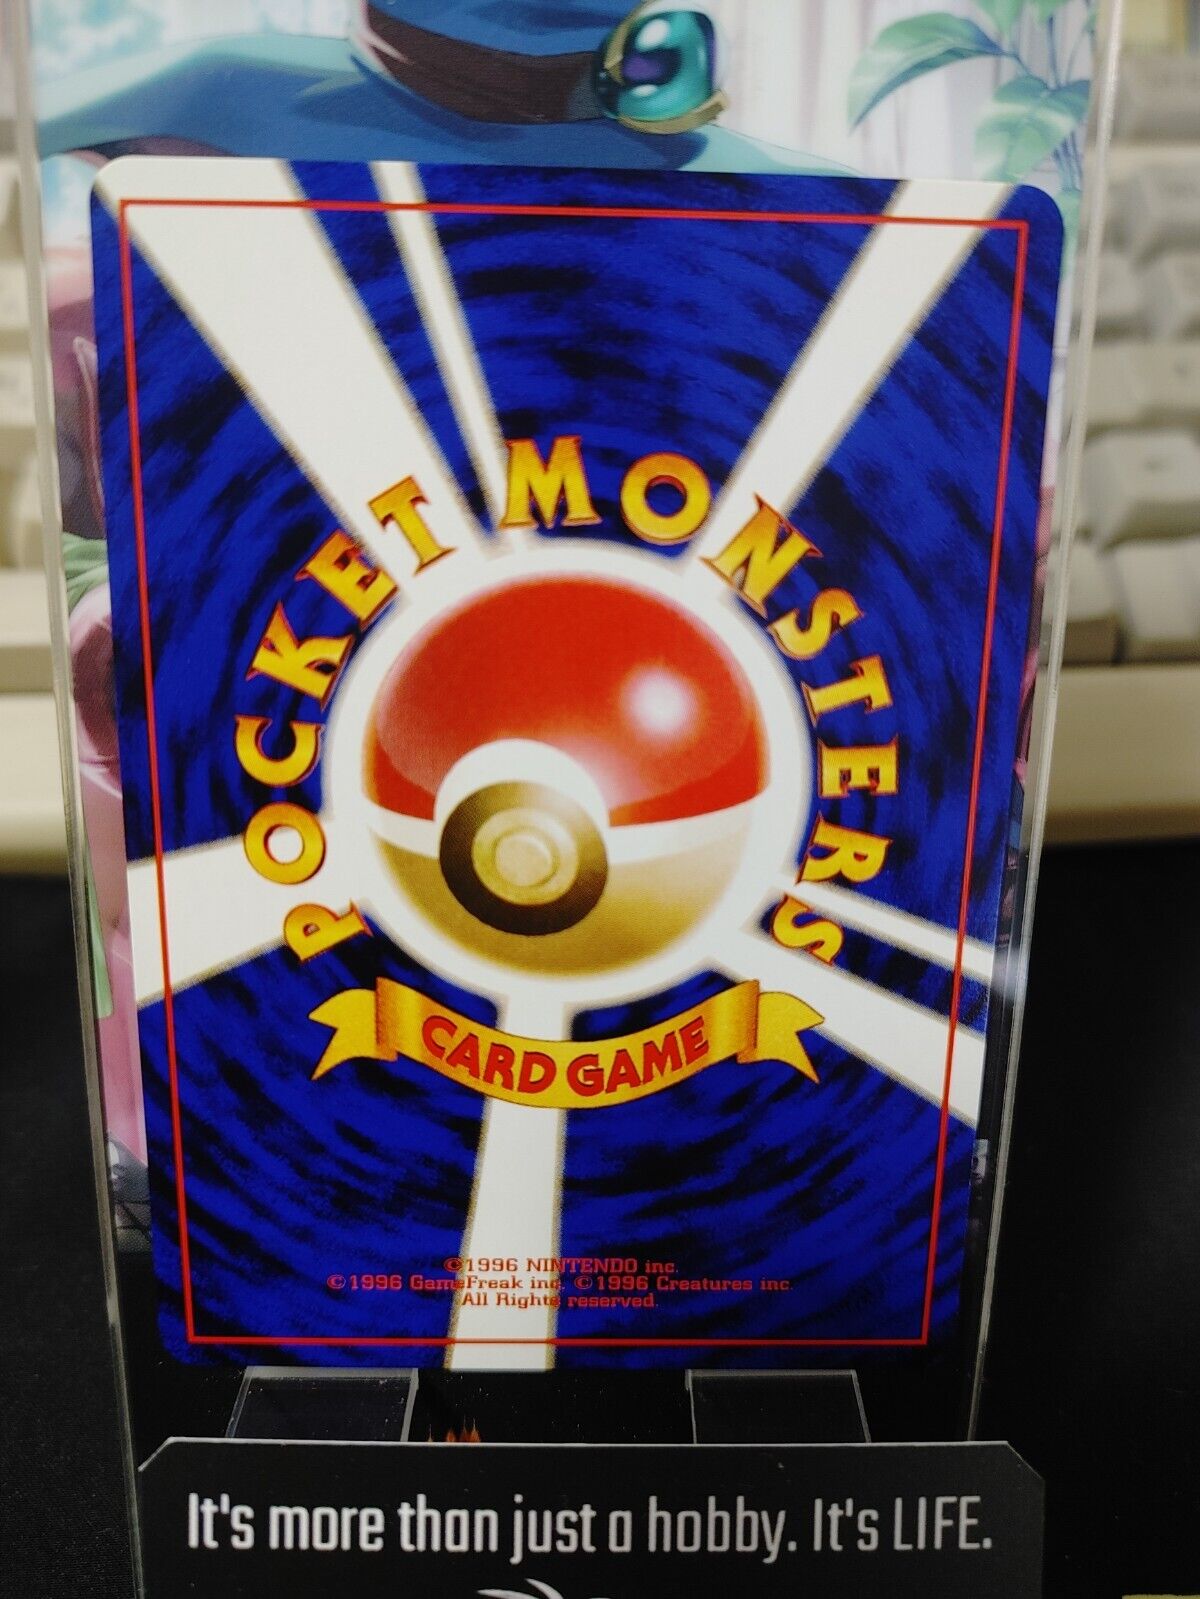 POCKET MONSTERS
CARD GAME
©1996 NINTENDO inc.
©1996 GameFreak inc. ©1996 Creatures inc.
All Rights reserved.
It's more than just a hobby. It's LIFE.